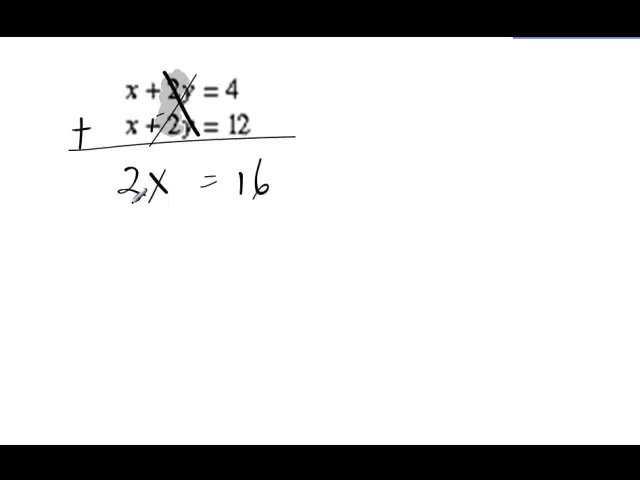 x + 2y = 4
+ x - 2y = 12
2x = 16